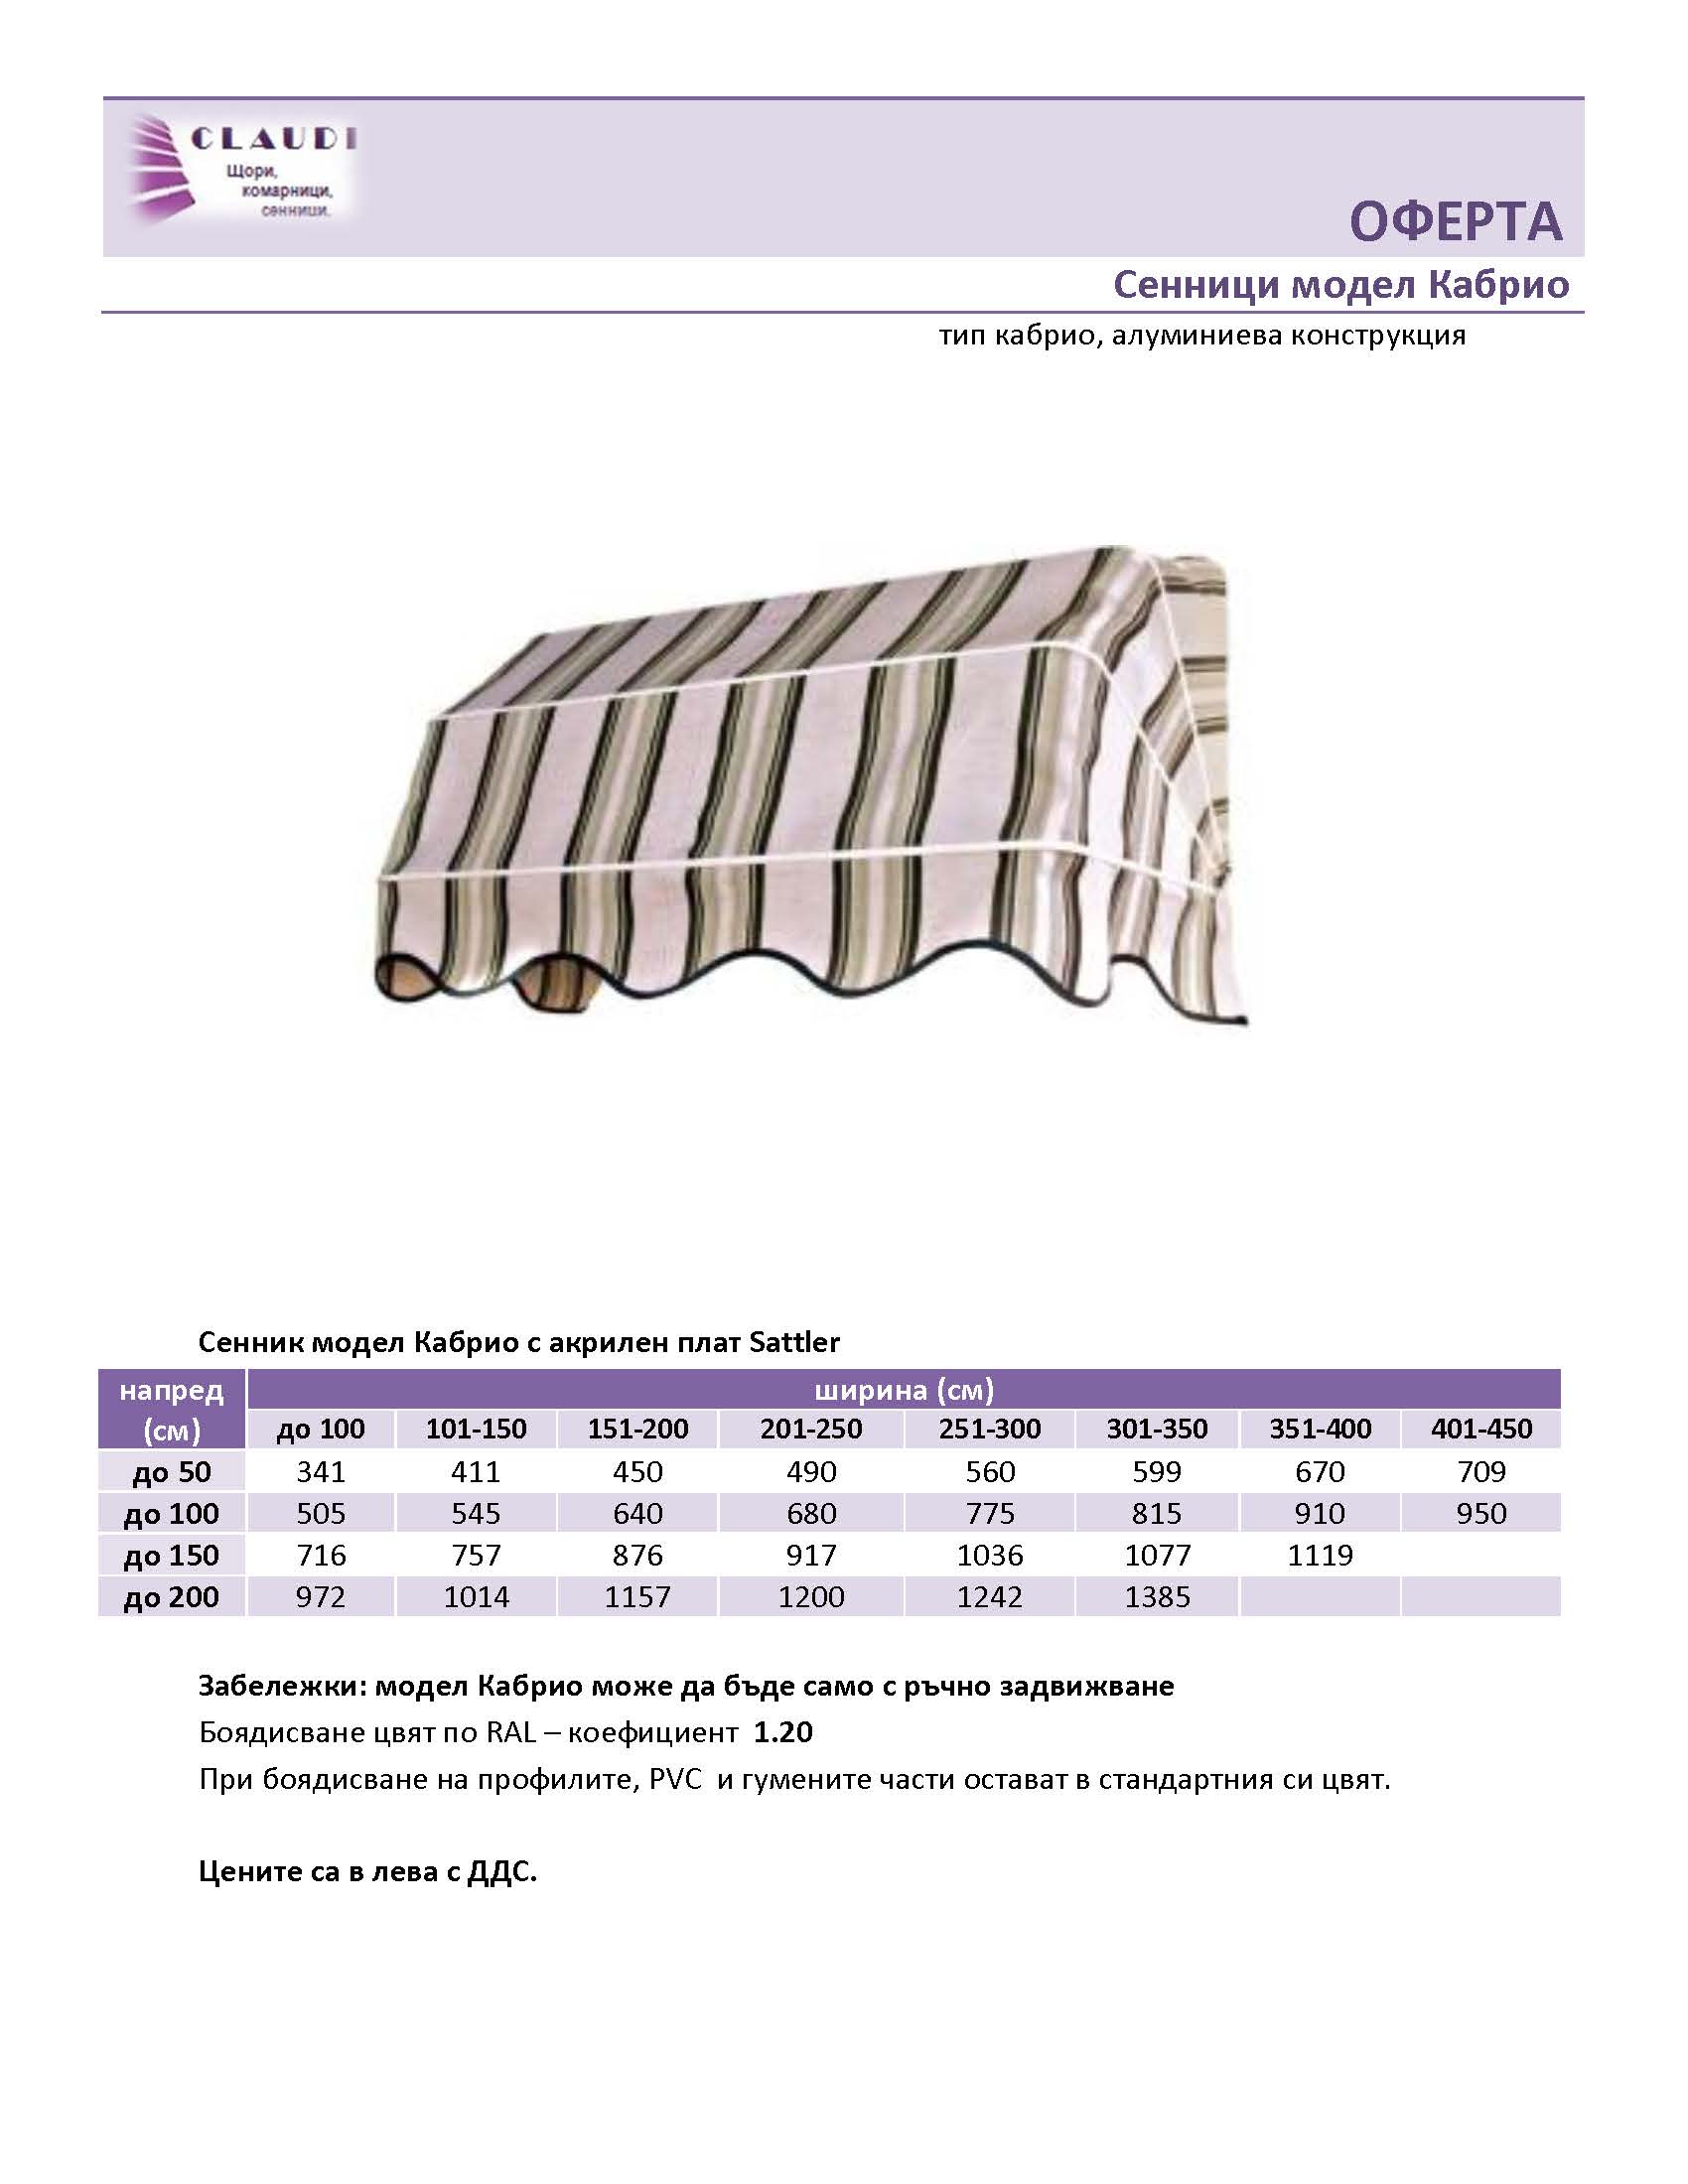 CLAUDI
Щори,
комарници,
сенници.
ОФЕРТА
Сенници модел Кабрио
тип кабрио, алуминиева конструкция
Сенник модел Кабрио с акрилен плат Sattler
напред (см) ширина (см)
до 100 101-150 151-200 201-250 251-300 301-350 351-400 401-450
до 50 341 411 450 490 560 599 670 709
до 100 505 545 640 680 775 815 910 950
до 150 716 757 876 917 1036 1077 1119
до 200 972 1014 1157 1200 1242 1385
Забележки: модел Кабрио може да бъде само с ръчно задвижване
Боядисване цвят по RAL – коефициент 1.20
При боядисване на профилите, PVC и гумените части остават в стандартния си цвят.
Цените са в лева с ДДС.